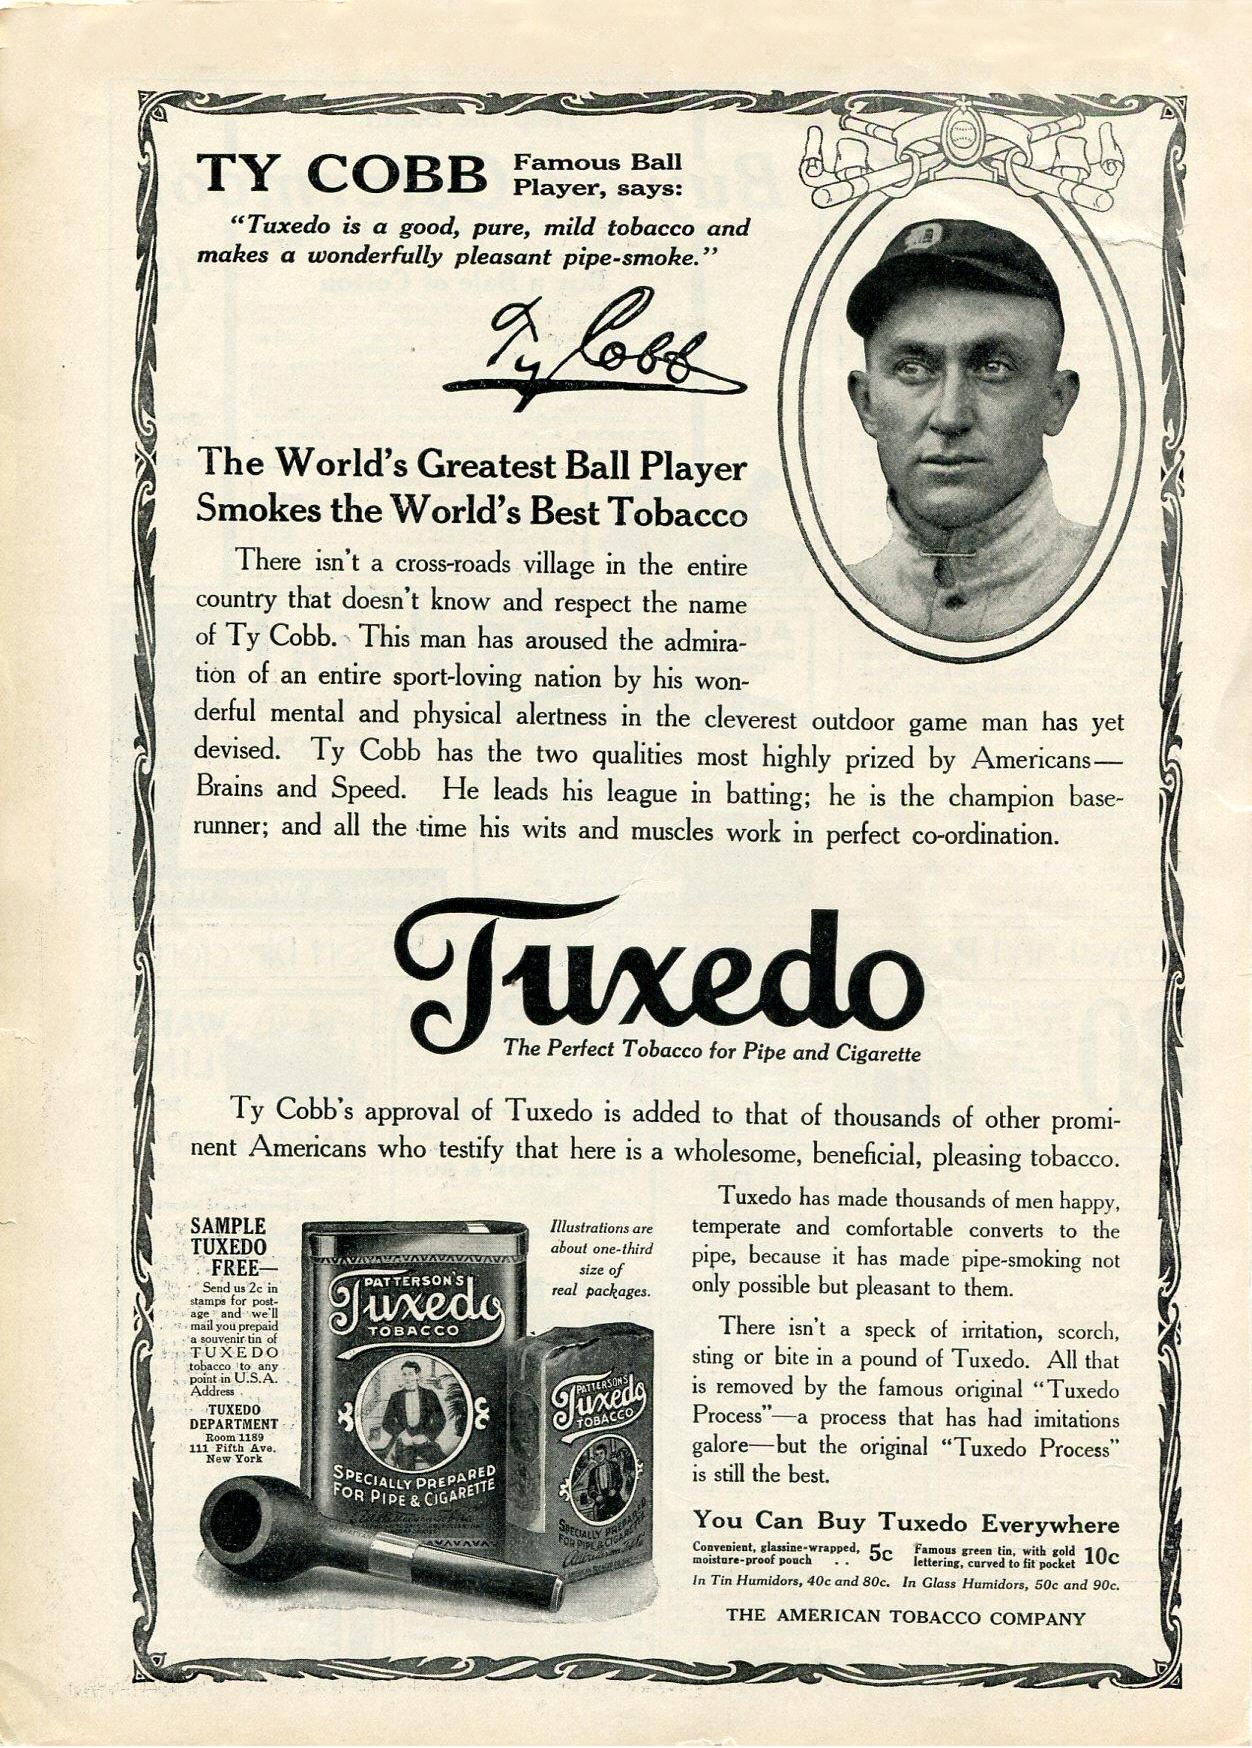 TY COBB Famous Ball
Player, says:
"Tuxedo is a good, pure, mild tobacco and
makes a wonderfully pleasant pipe-smoke."
Ty Cobb
The World's Greatest Ball Player
Smokes the World's Best Tobacco
There isn't a cross-roads village in the entire
country that doesn't know and respect the name
of Ty Cobb. This man has aroused the admira-
tion of an entire sport-loving nation by his won-
derful mental and physical alertness in the cleverest outdoor game man has yet
devised. Ty Cobb has the two qualities most highly prized by Americans—
Brains and Speed. He leads his league in batting; he is the champion base-
runner; and all the time his wits and muscles work in perfect co-ordination.
Tuxedo
The Perfect Tobacco for Pipe and Cigarette
Ty Cobb's approval of Tuxedo is added to that of thousands of other promi-
nent Americans who testify that here is a wholesome, beneficial, pleasing tobacco.
SAMPLE
TUXEDO
FREE—
Send us 2c in
stamps for post-
age and we'll
mail you prepaid
a souvenir tin of
TUXEDO
tobacco to any
point in U.S.A.
Address
TUXEDO
DEPARTMENT
Room 1189
111 Fifth Ave.
New York
PATTERSON'S
Tuxedo
TOBACCO
SPECIALLY PREPARED
FOR PIPE & CIGARETTE
Illustrations are
about one-third
size of
real packages.
PATTERSON'S
Tuxedo
TOBACCO
SPECIALLY PREPARED
FOR PIPE & CIGARETTE
Tuxedo has made thousands of men happy,
temperate and comfortable converts to the
pipe, because it has made pipe-smoking not
only possible but pleasant to them.
There isn't a speck of irritation, scorch,
sting or bite in a pound of Tuxedo. All that
is removed by the famous original "Tuxedo
Process"—a process that has had imitations
galore—but the original "Tuxedo Process"
is still the best.
You Can Buy Tuxedo Everywhere
Convenient, glassine-wrapped,
moisture-proof pouch . . 5c
Famous green tin, with gold
lettering, curved to fit pocket 10c
In Tin Humidors, 40c and 80c. In Glass Humidors, 50c and 90c.
THE AMERICAN TOBACCO COMPANY